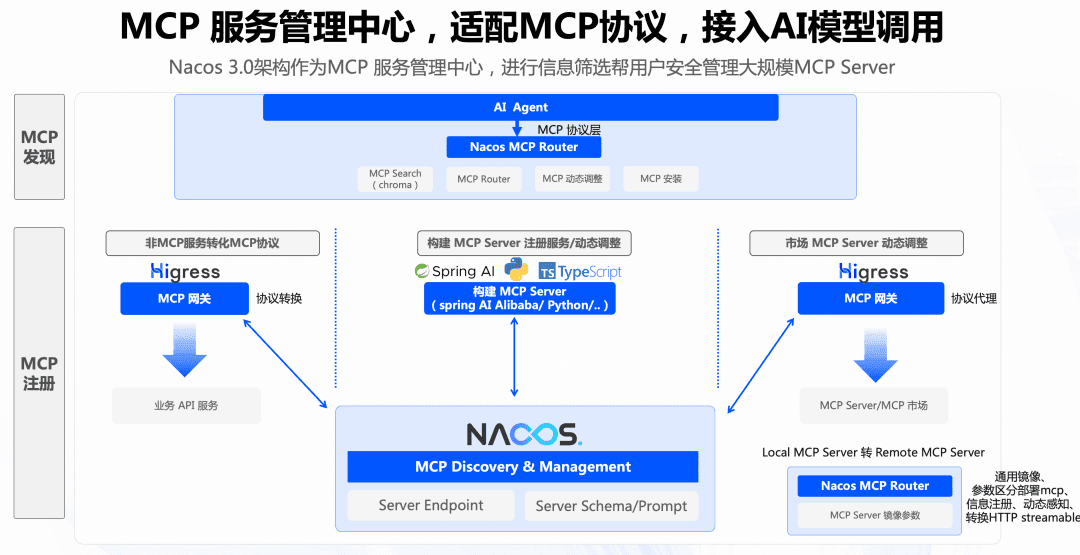 MCP 服务管理中心，适配MCP协议，接入AI模型调用
Nacos 3.0架构作为MCP 服务管理中心，进行信息筛选帮用户安全管理大规模MCP Server
MCP
发现
AI Agent
MCP 协议层
Nacos MCP Router
MCP Search
（chroma）
MCP Router
MCP 动态调整
MCP 安装
MCP
注册
非MCP服务转化MCP协议
Higress
MCP 网关
协议转换
业务 API 服务
构建 MCP Server 注册服务/动态调整
Spring AI
TS TypeScript
构建 MCP Server
（spring AI Alibaba/ Python/..）
市场 MCP Server 动态调整
Higress
MCP 网关
协议代理
MCP Server/MCP 市场
NACOS.
MCP Discovery & Management
Server Endpoint
Server Schema/Prompt
Local MCP Server 转 Remote MCP Server
Nacos MCP Router
MCP Server 镜像参数
通用镜像、
参数区分部署mcp、
信息注册、动态感知、
转换HTTP streamable